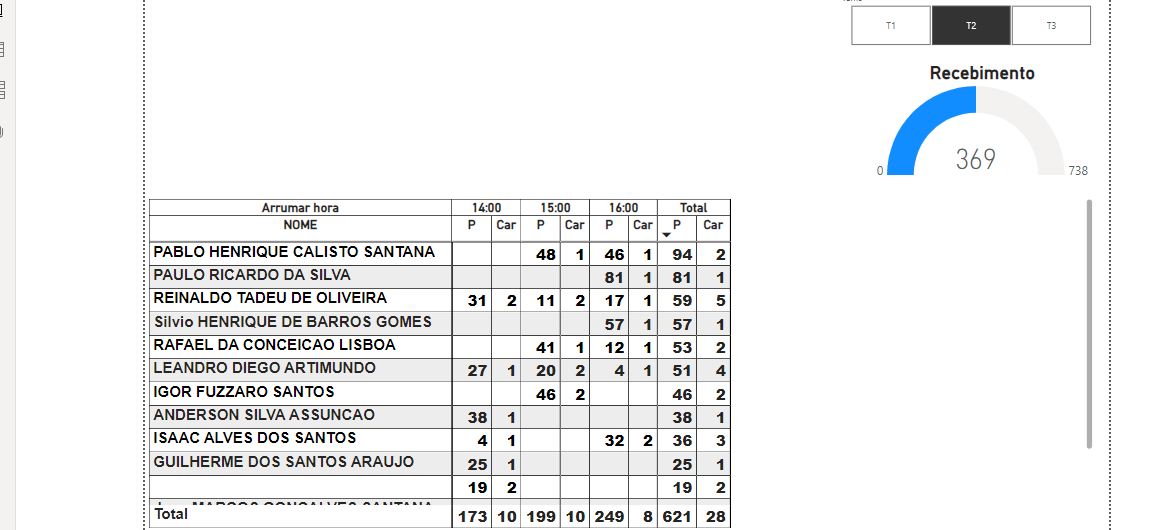 T1 T2 T3
Recebimento
369
0 738
Arrumar hora 14:00 15:00 16:00 Total
NOME P Car P Car P Car P Car
PABLO HENRIQUE CALISTO SANTANA 48 1 46 1 94 2
PAULO RICARDO DA SILVA 81 1 81 1
REINALDO TADEU DE OLIVEIRA 31 2 11 2 17 1 59 5
Silvio HENRIQUE DE BARROS GOMES 57 1 57 1
RAFAEL DA CONCEICAO LISBOA 41 1 12 1 53 2
LEANDRO DIEGO ARTIMUNDO 27 1 20 2 4 1 51 4
IGOR FUZZARO SANTOS 46 2 46 2
ANDERSON SILVA ASSUNCAO 38 1 38 1
ISAAC ALVES DOS SANTOS 4 1 32 2 36 3
GUILHERME DOS SANTOS ARAUJO 25 1 25 1
19 2 19 2
MARCOS GONCALVES SANTANA
Total 173 10 199 10 249 8 621 28